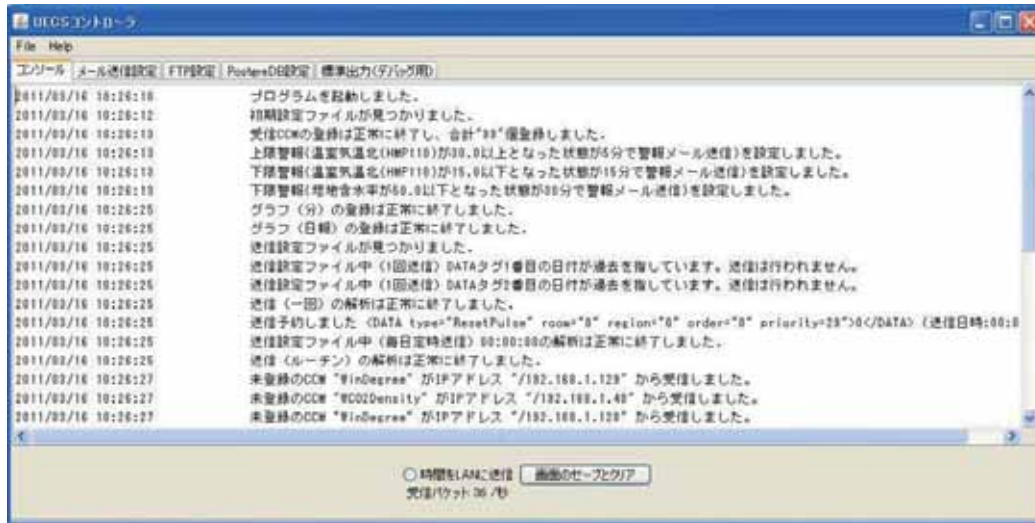 UECSコントローラ
File Help
コンソール メール送信設定 FTP設定 PostgreDB設定 標準出力(デバッグ用)
2011/03/16 10:26:10 プログラムを起動しました。
2011/03/16 10:26:12 初期設定ファイルが見つかりました。
2011/03/16 10:26:13 受信CCMの登録は正常に終了し、合計 個登録しました。
2011/03/16 10:26:13 上限警報(温室気温北(HMP110)が30.0以上となった状態が5分で警報メール送信)を設定しました。
2011/03/16 10:26:13 下限警報(温室気温北(HMP110)が15.0以下となった状態が15分で警報メール送信)を設定しました。
2011/03/16 10:26:13 下限警報(培地含水率が50.0以下となった状態が30分で警報メール送信)を設定しました。
2011/03/16 10:26:25 グラフ（分）の登録は正常に終了しました。
2011/03/16 10:26:25 グラフ（日報）の登録は正常に終了しました。
2011/03/16 10:26:25 送信設定ファイルが見つかりました。
2011/03/16 10:26:25 送信設定ファイル中（1回送信）DATAタグ1番目の日付が過去を指しています。送信は行われません。
2011/03/16 10:26:25 送信設定ファイル中（1回送信）DATAタグ2番目の日付が過去を指しています。送信は行われません。
2011/03/16 10:26:25 送信（一回）の解析は正常に終了しました。
2011/03/16 10:26:25 送信予約しました <DATA type="ResetPulse" room="0" region="0" order="0" priority=29">0</DATA>（送信日時:00:0
2011/03/16 10:26:25 送信設定ファイル中（毎日定時送信）00:00:00の解析は正常に終了しました。
2011/03/16 10:26:25 送信（ルーチン）の解析は正常に終了しました。
2011/03/16 10:26:27 未登録のCCM "WinDegree" がIPアドレス "/192.168.1.129" から受信しました。
2011/03/16 10:26:27 未登録のCCM "WCO2Density" がIPアドレス "/192.168.1.40" から受信しました。
2011/03/16 10:26:27 未登録のCCM "WinDegree" がIPアドレス から受信しました。
時間をLANに送信 画面のセーブとクリア
受信パケット 36 /秒